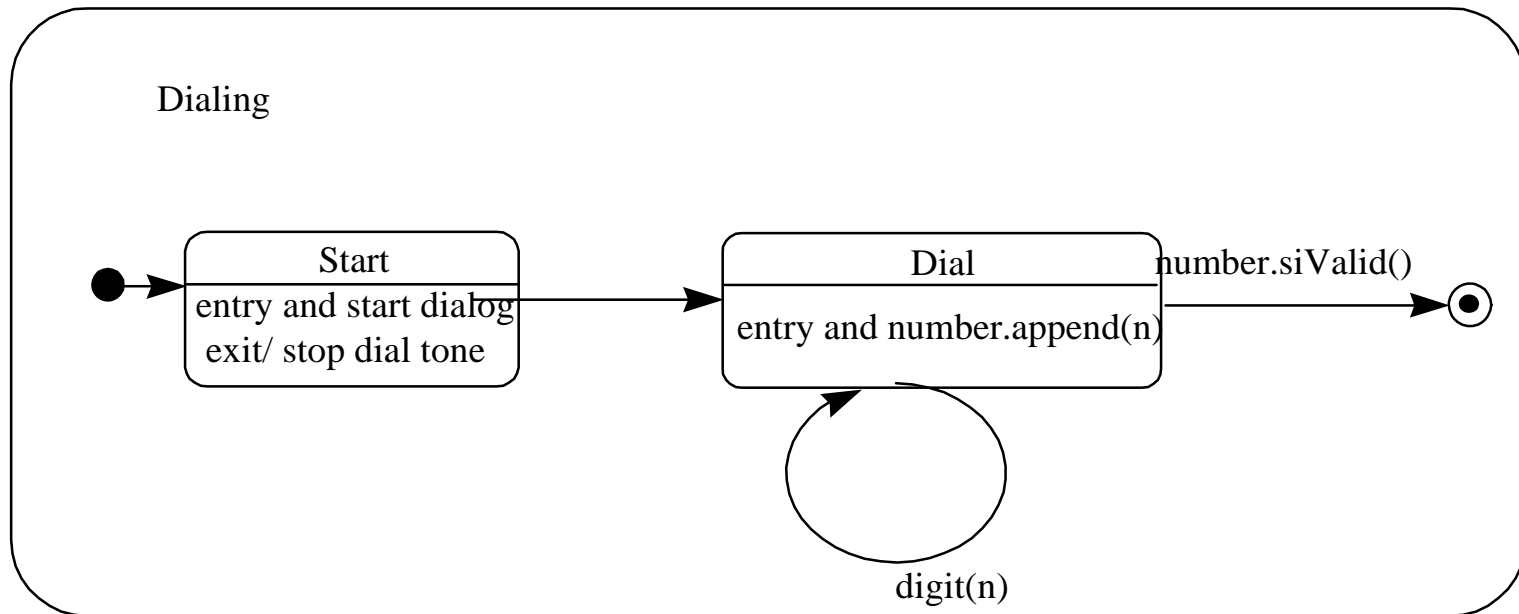 Dialing
Start
entry and start dialog
exit/ stop dial tone
Dial
entry and number.append(n)
number.siValid()
digit(n)